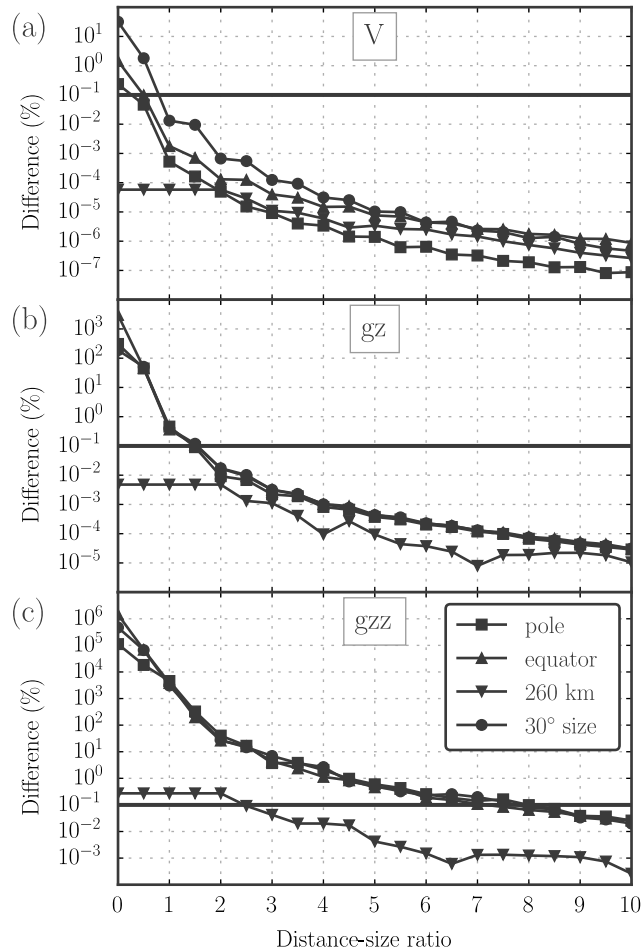 (a)
V
Difference (%)
10^1
10^0
10^-1
10^-2
10^-3
10^-4
10^-5
10^-6
10^-7
(b)
gz
Difference (%)
10^3
10^2
10^1
10^0
10^-1
10^-2
10^-3
10^-4
10^-5
(c)
gzz
Difference (%)
10^6
10^5
10^4
10^3
10^2
10^1
10^0
10^-1
10^-2
10^-3
pole
equator
260 km
30° size
0 1 2 3 4 5 6 7 8 9 10
Distance-size ratio